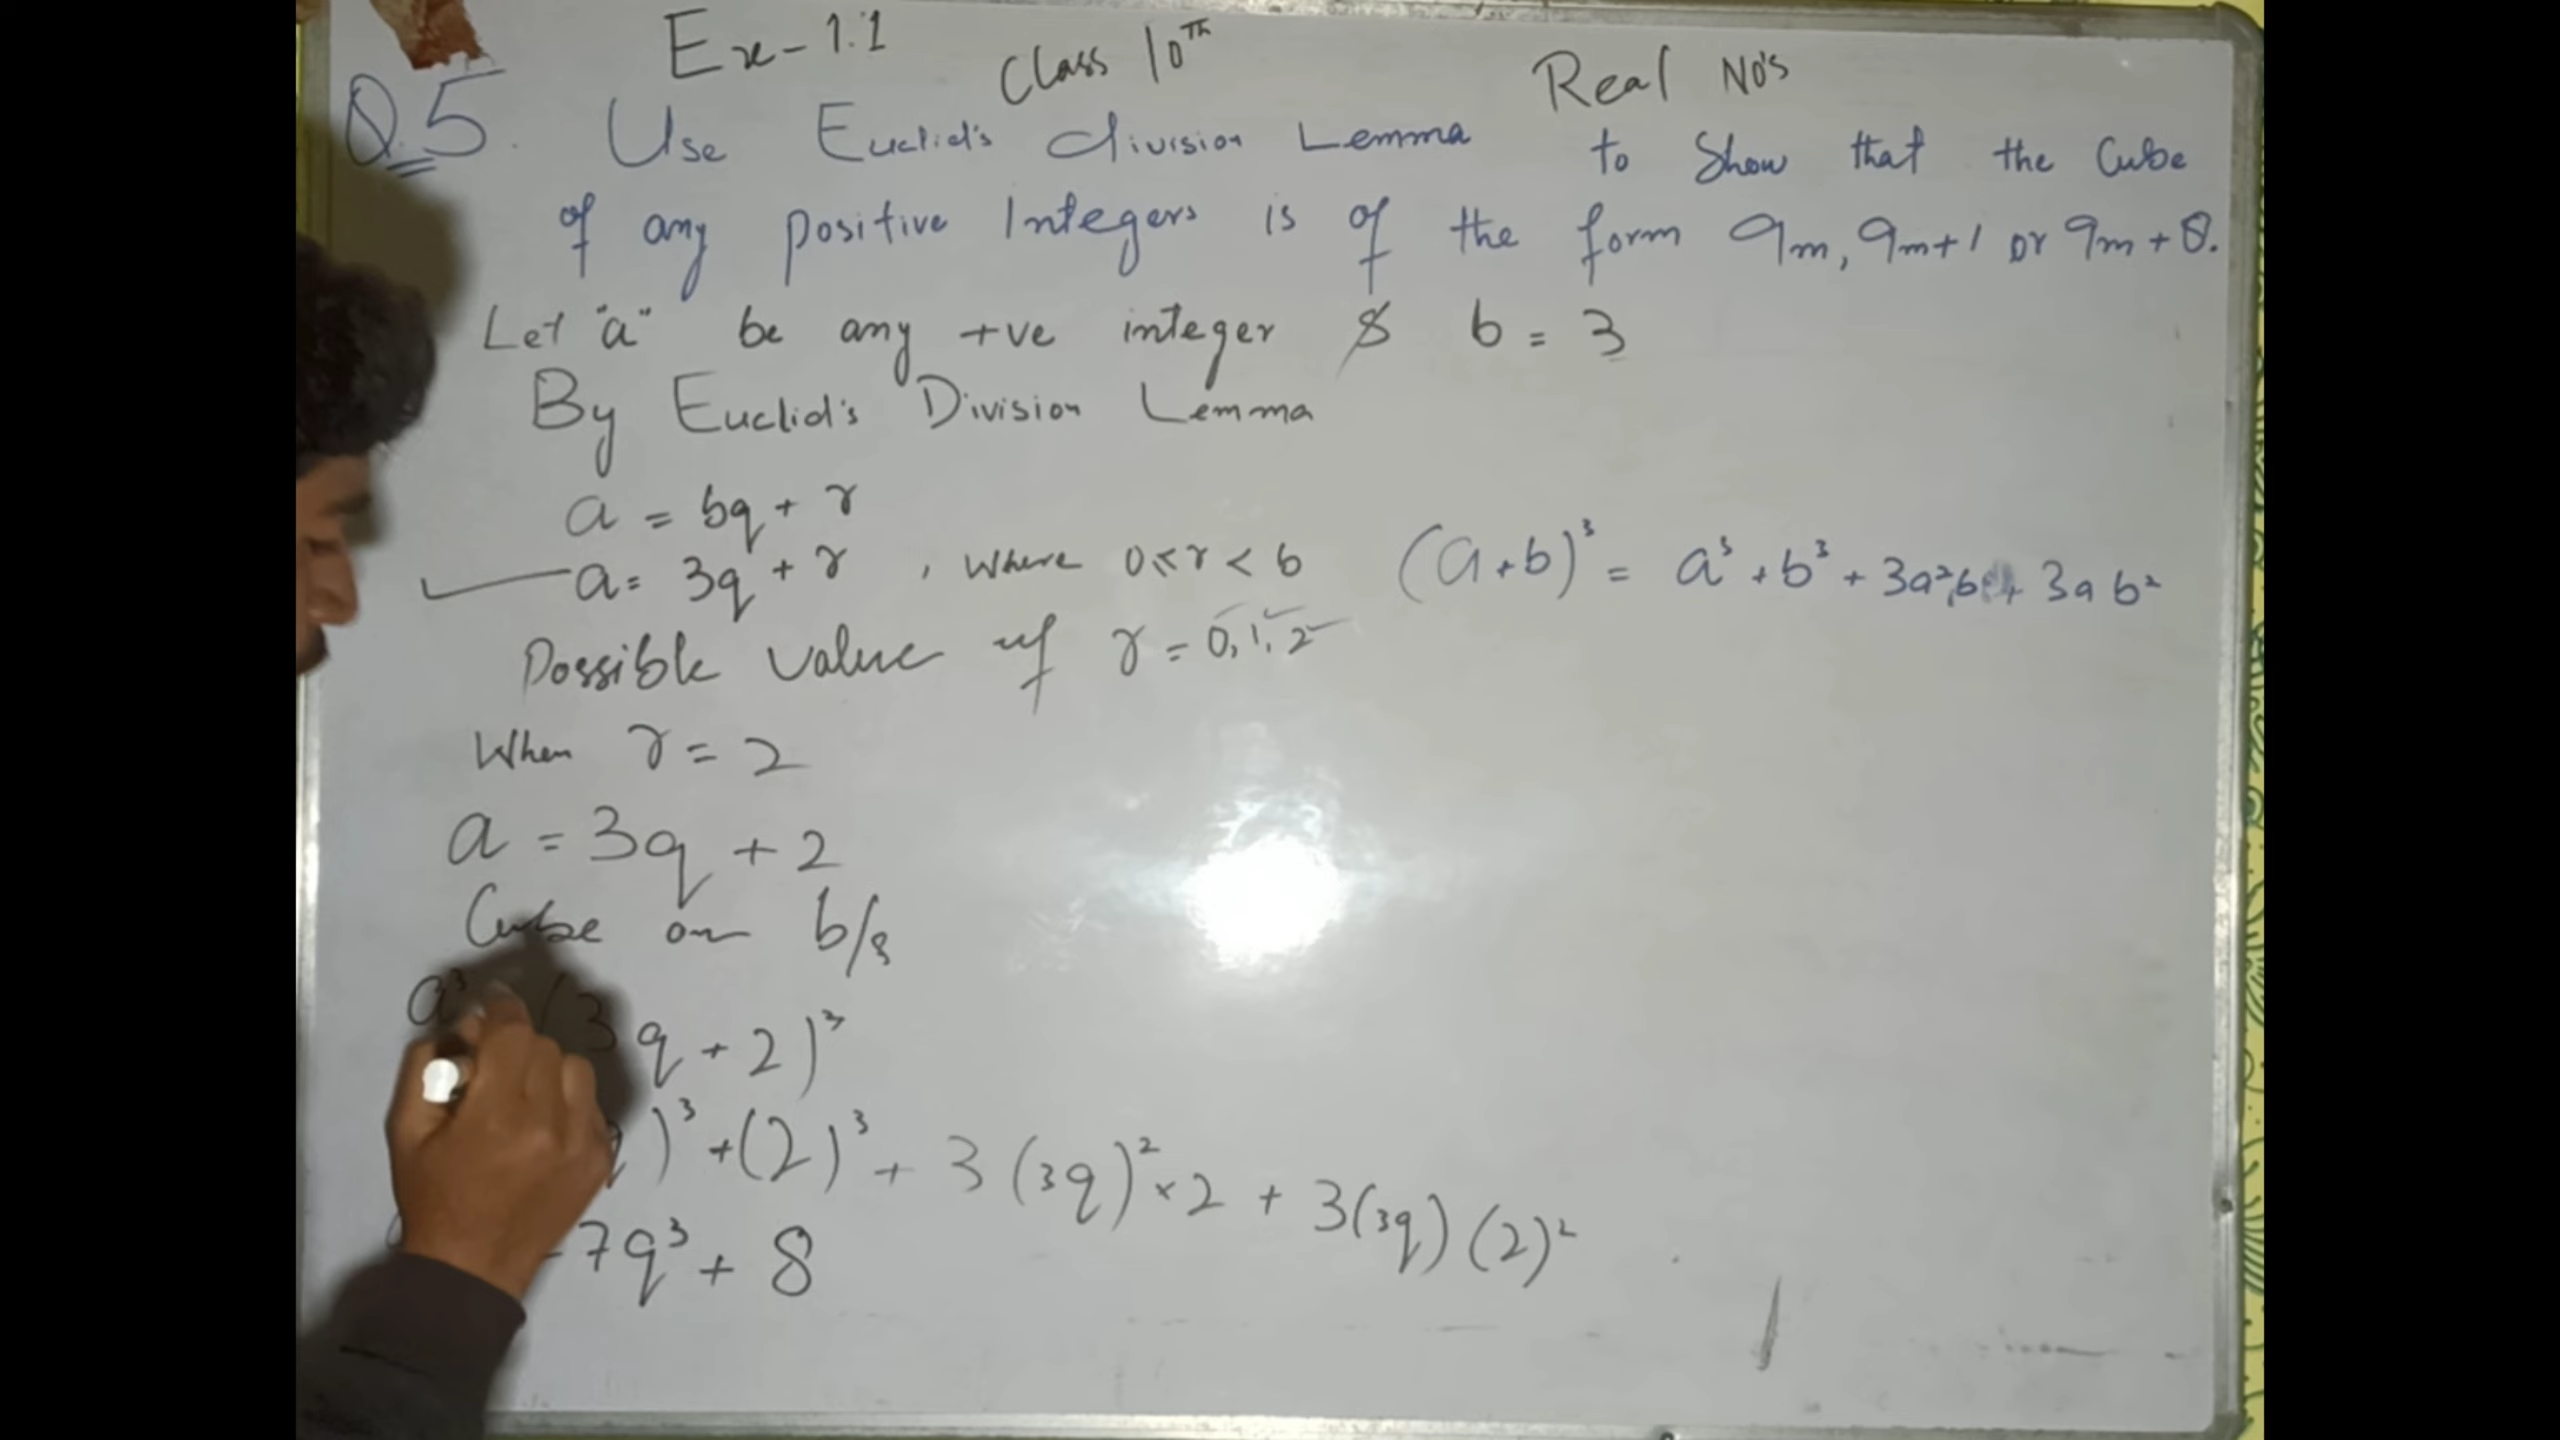 Ex-1.1 Class 10Th Real No's
Q.5. Use Euclid's division Lemma to Show that the Cube
of any positive Integers is of the form 9m, 9m+1 or 9m+8.
Let "a" be any +ve integer & b = 3
By Euclid's Division Lemma
a = bq + r
a = 3q + r , Where 0≤r<b (a+b)³ = a³+b³+3a²b+3ab²
Possible value of r = 0,1,2
When r = 2
a = 3q + 2
Cube on b/s
a³ (3q+2)³
)³+(2)³+3(3q)²×2+3(3q)(2)²
7q³+8